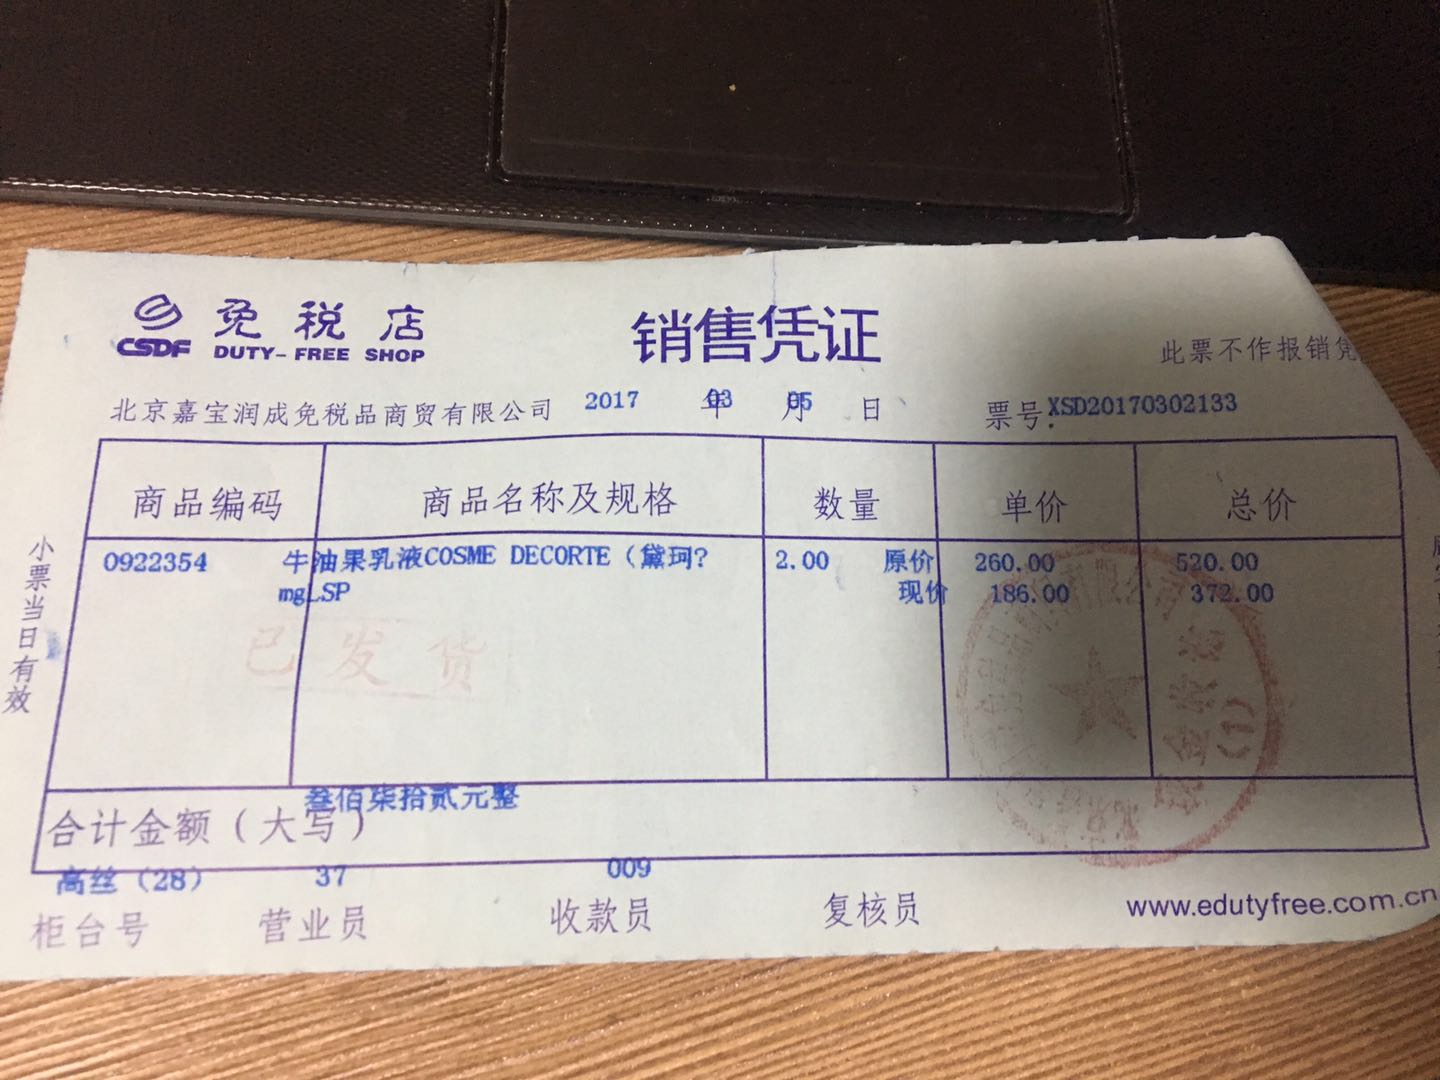 免税店
CSDF DUTY-FREE SHOP
销售凭证
此票不作报销凭
北京嘉宝润成免税品商贸有限公司 2017 年 03 月 05 日 票号: XSD20170302133
商品编码 商品名称及规格 数量 单价 总价
0922354 牛油果乳液COSME DECORTE（黛珂? 2.00 原价 260.00 520.00
mgLSP 现价 186.00 372.00
已发货
现金收讫
(1)
小票当日有效
合计金额（大写） 叁佰柒拾贰元整
高丝（28） 37 009
柜台号 营业员 收款员 复核员
www.edutyfree.com.cn